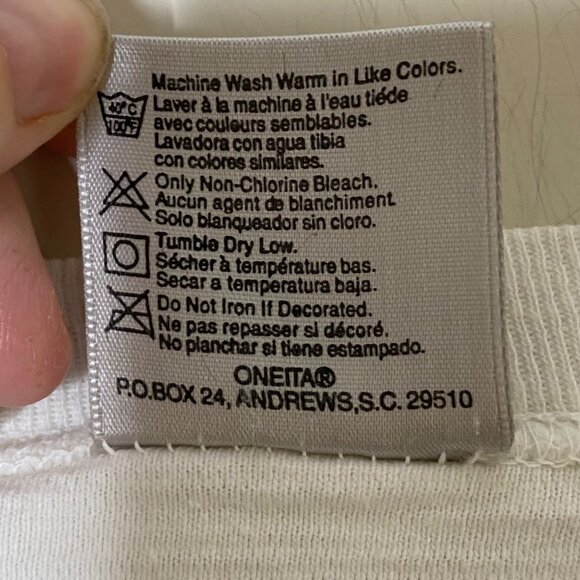 Machine Wash Warm in Like Colors.
40°C
Laver à la machine à l'eau tiéde
100°F
avec couleurs semblables.
Lavadora con agua tibia
con colores similares.
Only Non-Chlorine Bleach.
Aucun agent de blanchiment
Solo blanqueador sin cloro.
Tumble Dry Low.
Sécher à température bas.
Secar a temperatura baja.
Do Not Iron If Decorated.
Ne pas repasser si décoré.
No planchar si tiene estampado.
ONEITA®
P.O.BOX 24, ANDREWS,S.C. 29510